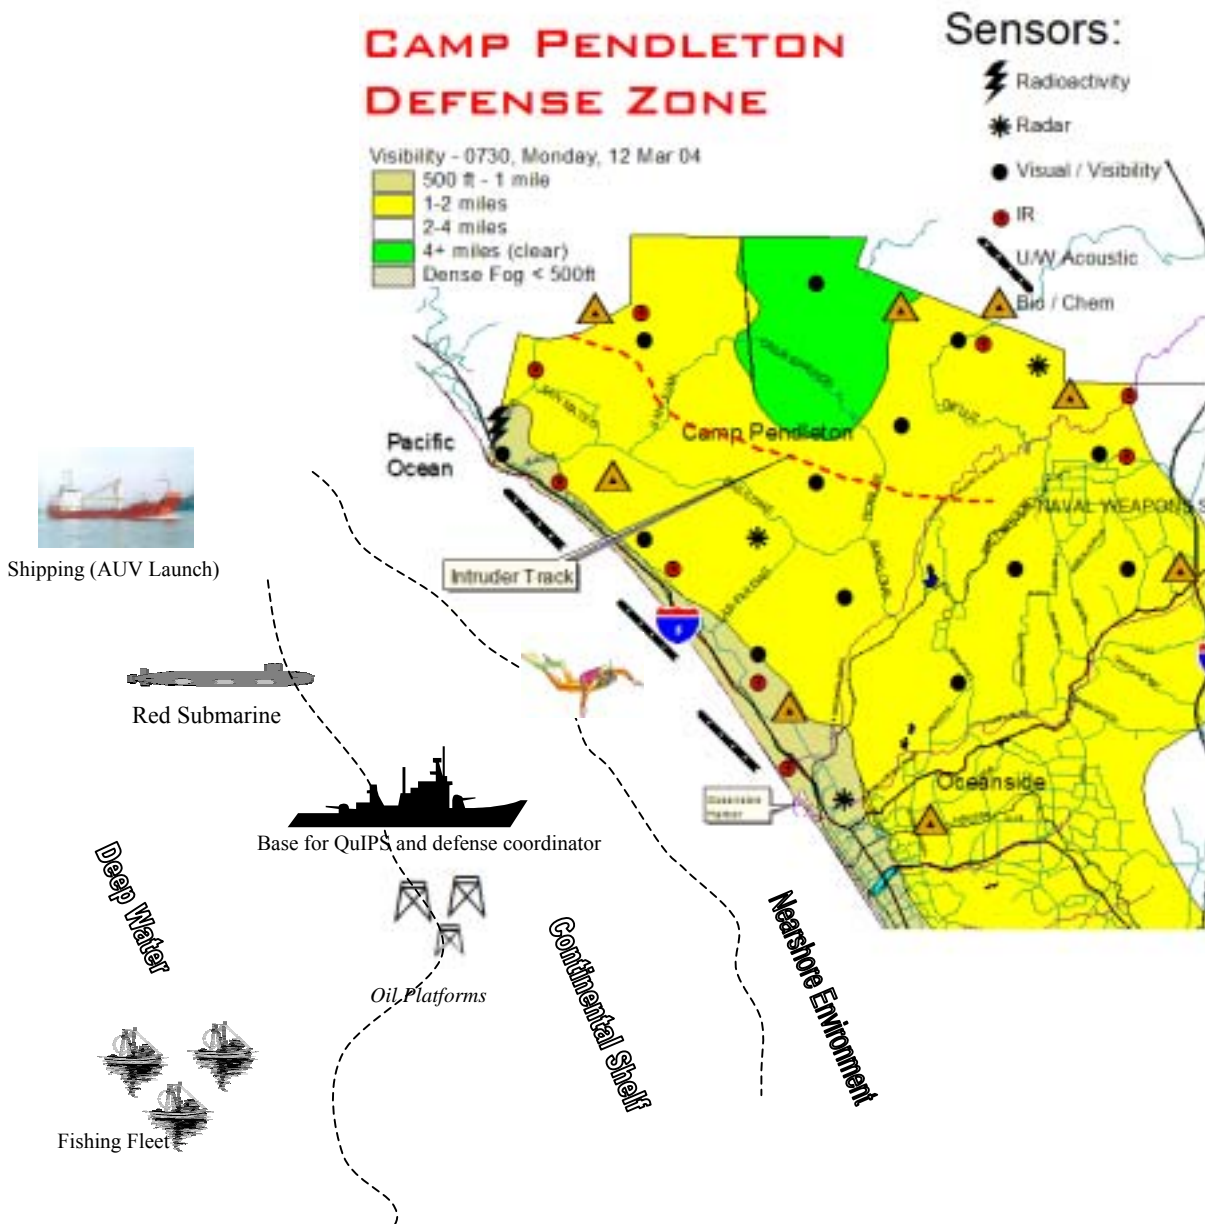 CAMP PENDLETON
DEFENSE ZONE
Visibility - 0730, Monday, 12 Mar 04
500 ft - 1 mile
1-2 miles
2-4 miles
4+ miles (clear)
Dense Fog < 500ft
Sensors:
Radioactivity
Radar
Visual / Visibility
IR
U/W Acoustic
Bio / Chem
Pacific
Ocean
Camp Pendleton
NAVAL WEAPONS S
Intruder Track
5
Oceanside
Shipping (AUV Launch)
Red Submarine
Base for QuIPS and defense coordinator
Oil Platforms
Fishing Fleet
Deep Water
Continental Shelf
Nearshore Environment